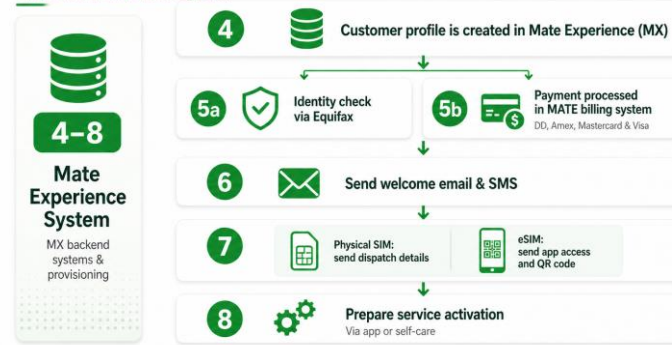 4–8
Mate
Experience
System
MX backend
systems &
provisioning
4
Customer profile is created in Mate Experience (MX)
5a
Identity check
via Equifax
5b
Payment processed
in MATE billing system
DD, Amex, Mastercard & Visa
6
Send welcome email & SMS
7
Physical SIM:
send dispatch details
eSIM:
send app access
and QR code
8
Prepare service activation
Via app or self-care